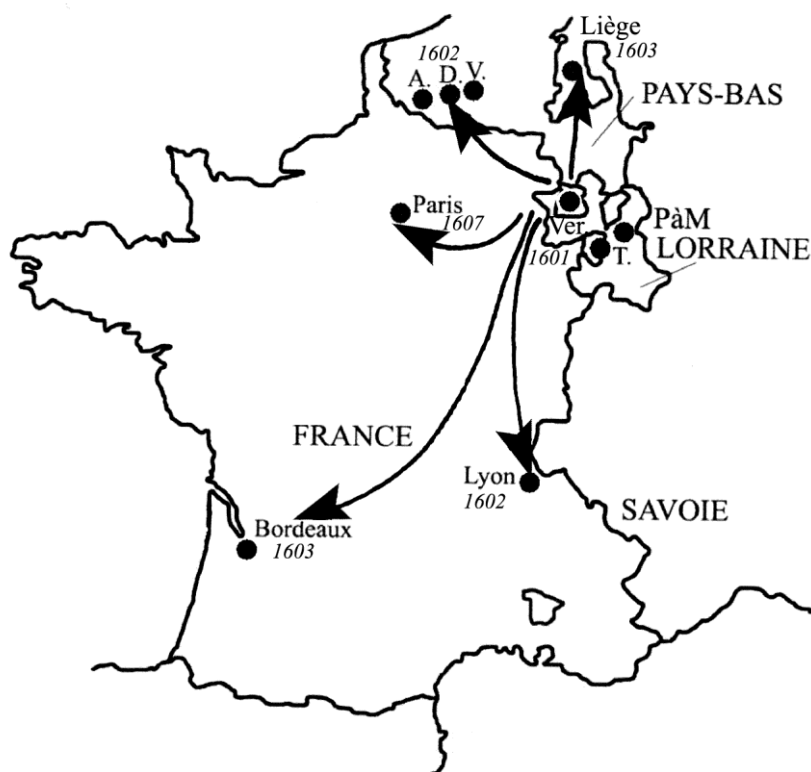 Liège
1603
1602
A. D. V.
PAYS-BAS
Paris
1607
Ver.
1601
PàM
T.
LORRAINE
FRANCE
Lyon
1602
SAVOIE
Bordeaux
1603